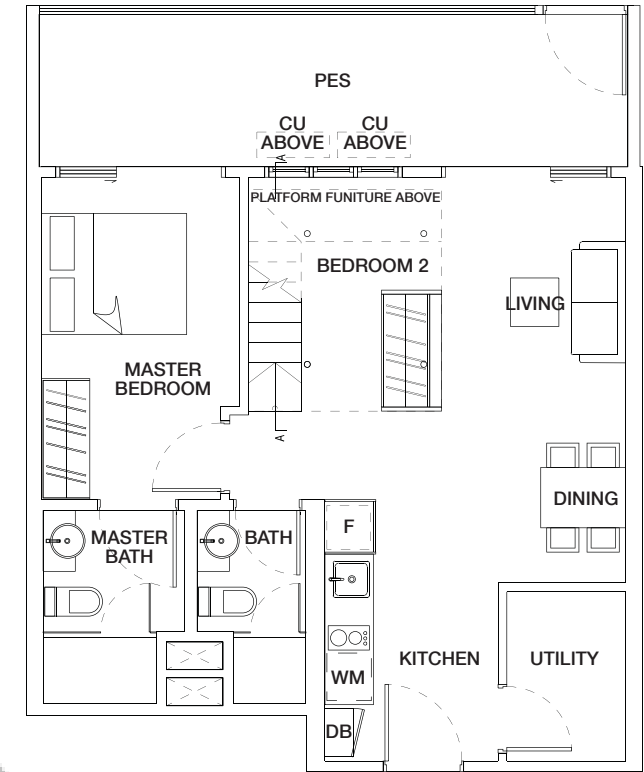 PES
CU
ABOVE
CU
ABOVE
A
PLATFORM FUNITURE ABOVE
BEDROOM 2
LIVING
MASTER
BEDROOM
A
DINING
MASTER
BATH
BATH
F
KITCHEN
UTILITY
WM
DB